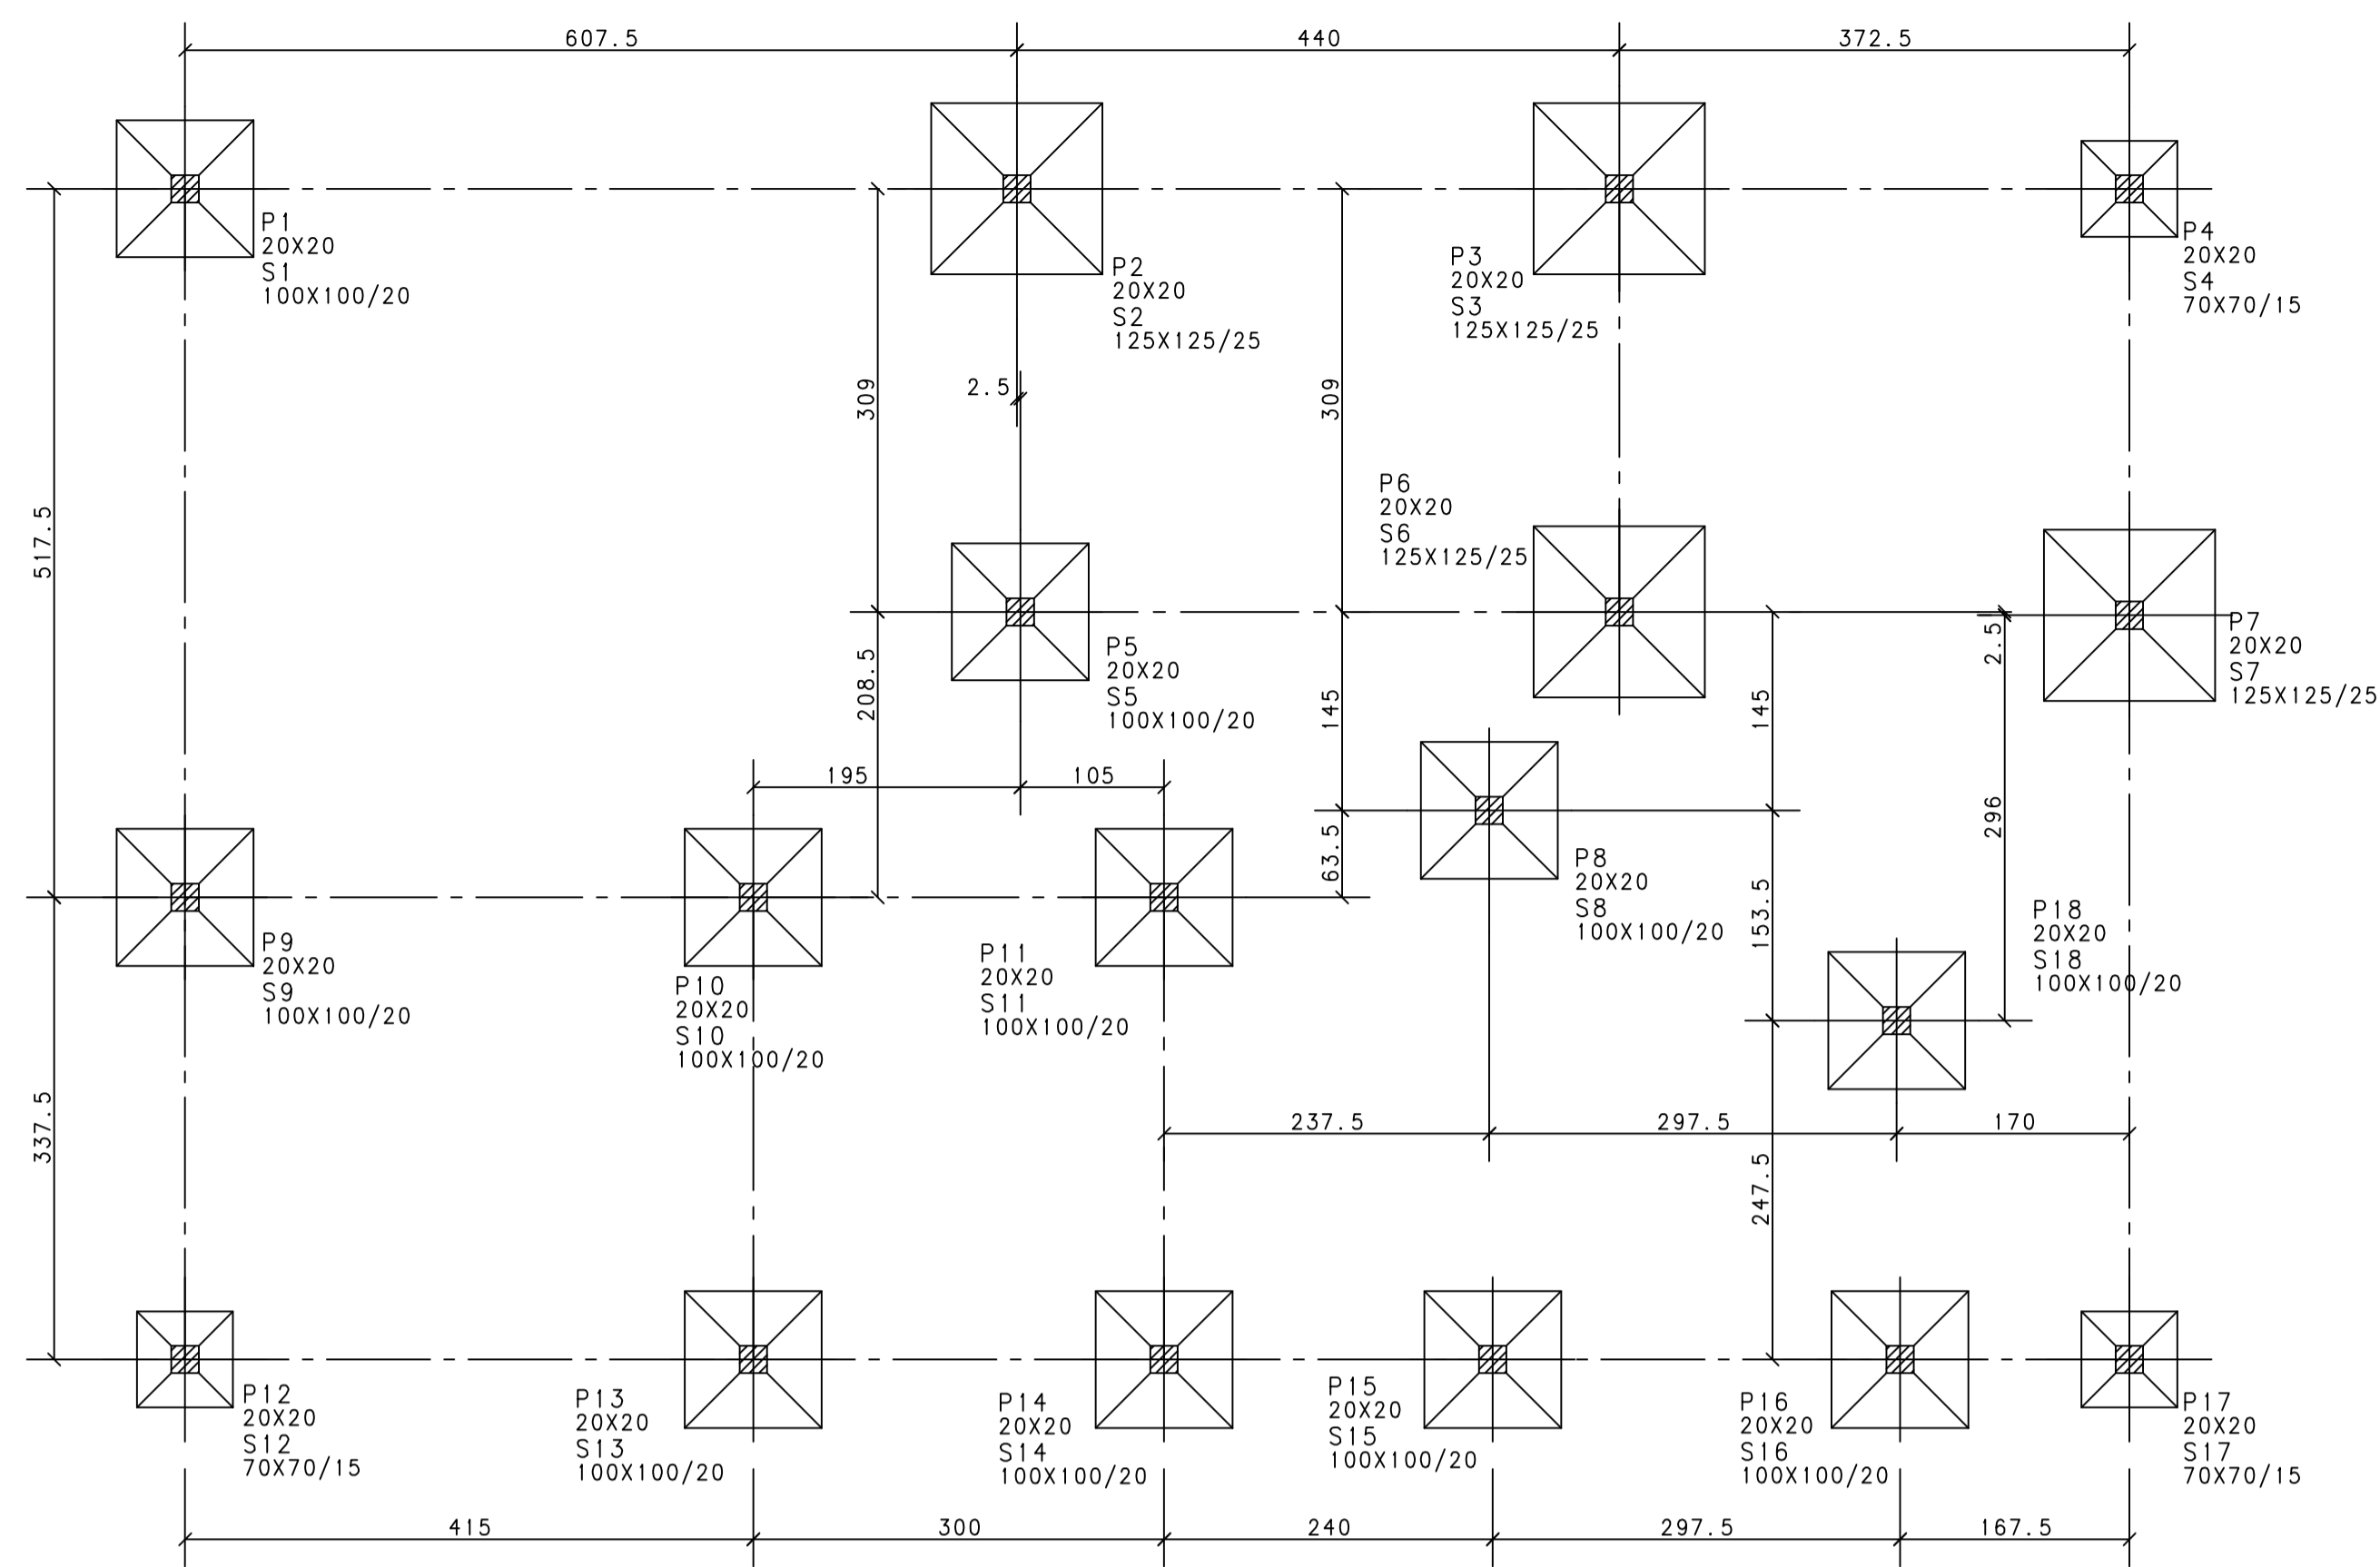 607.5
440
372.5
P1
20X20
S1
100X100/20
P2
20X20
S2
125X125/25
P3
20X20
S3
125X125/25
P4
20X20
S4
70X70/15
2.5
309
309
517.5
P6
20X20
S6
125X125/25
P5
20X20
S5
100X100/20
P7
20X20
S7
125X125/25
2.5
208.5
145
145
195
105
296
63.5
P8
20X20
S8
100X100/20
153.5
P18
20X20
S18
100X100/20
P9
20X20
S9
100X100/20
P10
20X20
S10
100X100/20
P11
20X20
S11
100X100/20
337.5
237.5
297.5
170
247.5
P12
20X20
S12
70X70/15
P13
20X20
S13
100X100/20
P14
20X20
S14
100X100/20
P15
20X20
S15
100X100/20
P16
20X20
S16
100X100/20
P17
20X20
S17
70X70/15
415
300
240
297.5
167.5